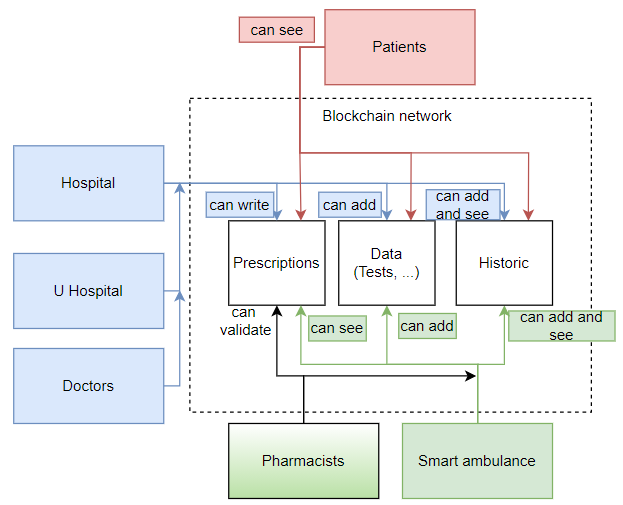 can see
Patients
Blockchain network
Hospital
can write
can add
can add
and see
Prescriptions
Data
(Tests, ...)
Historic
U Hospital
can
validate
can see
can add
can add and
see
Doctors
Pharmacists
Smart ambulance